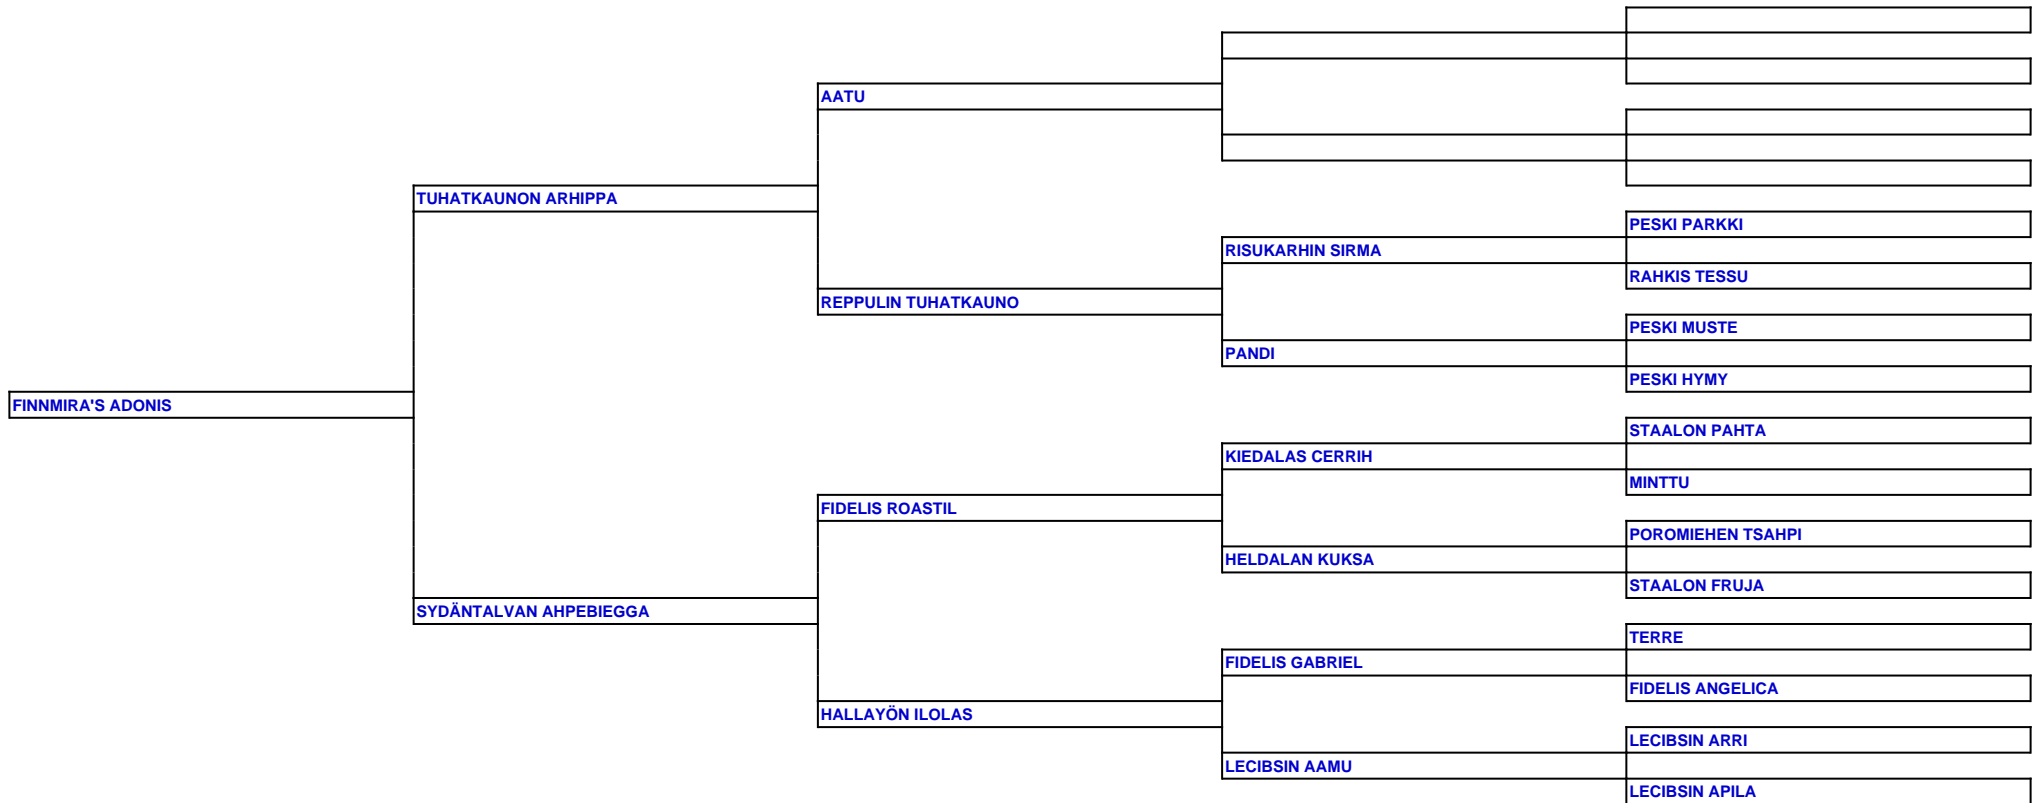 AATU
TUHATKAUNON ARHIPPA
PESKI PARKKI
RISUKARHIN SIRMA
RAHKIS TESSU
REPPULIN TUHATKAUNO
PESKI MUSTE
PANDI
PESKI HYMY
FINNMIRA'S ADONIS
STAALON PAHTA
KIEDALAS CERRIH
MINTTU
FIDELIS ROASTIL
POROMIEHEN TSAHPI
HELDALAN KUKSA
STAALON FRUJA
SYDÄNTALVAN AHPEBIEGGA
TERRE
FIDELIS GABRIEL
FIDELIS ANGELICA
HALLAYÖN ILOLAS
LECIBSIN ARRI
LECIBSIN AAMU
LECIBSIN APILA